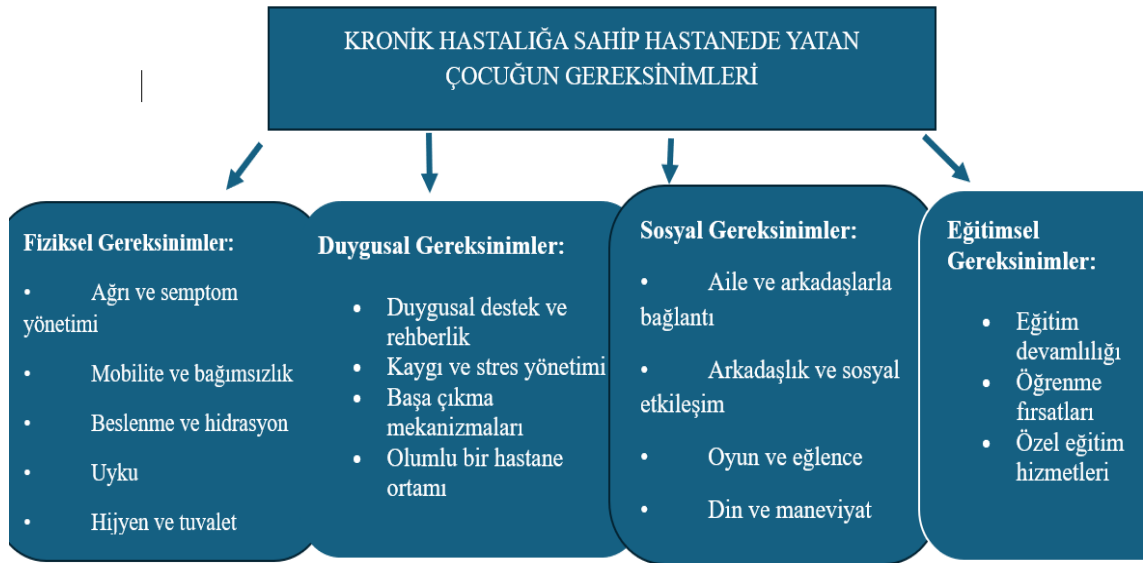 KRONİK HASTALIĞA SAHİP HASTANEDE YATAN
ÇOCUĞUN GEREKSİNİMLERİ
Fiziksel Gereksinimler:
• Ağrı ve semptom
yönetimi
• Mobilite ve bağımsızlık
• Beslenme ve hidrasyon
• Uyku
• Hijyen ve tuvalet
Duygusal Gereksinimler:
• Duygusal destek ve
rehberlik
• Kaygı ve stres yönetimi
• Başa çıkma
mekanizmaları
• Olumlu bir hastane
ortamı
Sosyal Gereksinimler:
• Aile ve arkadaşlarla
bağlantı
• Arkadaşlık ve sosyal
etkileşim
• Oyun ve eğlence
• Din ve maneviyat
Eğitimsel
Gereksinimler:
• Eğitim
devamlılığı
• Öğrenme
fırsatları
• Özel eğitim
hizmetleri